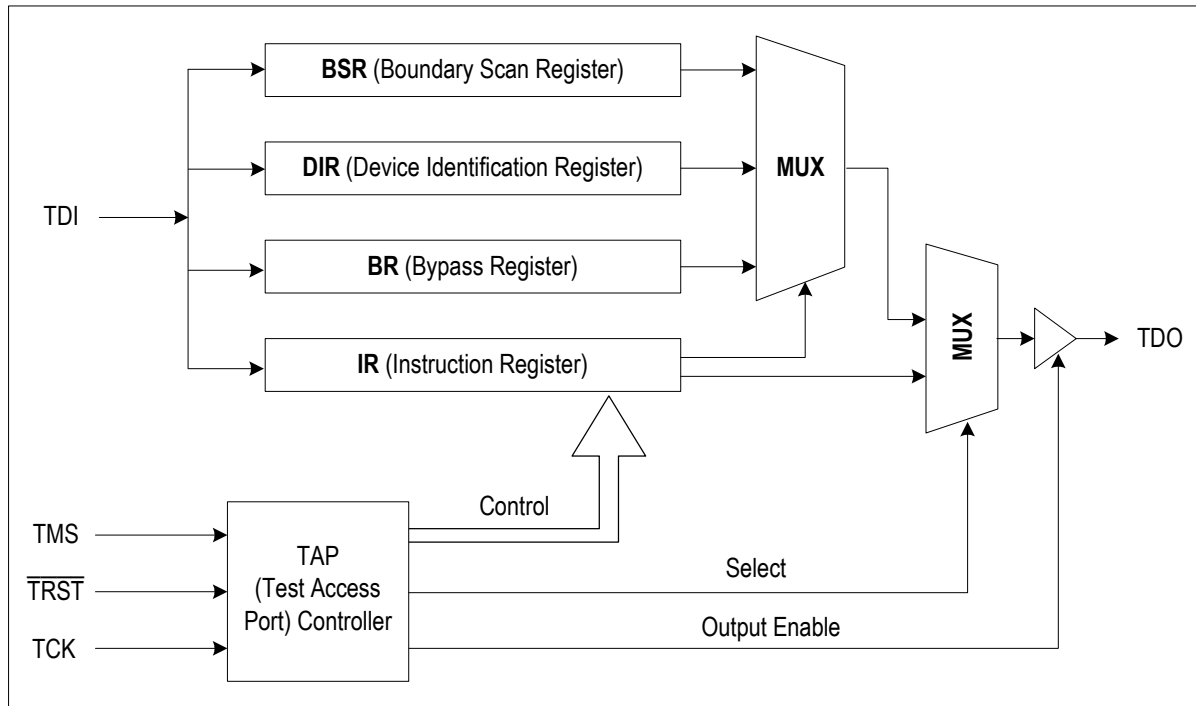 BSR (Boundary Scan Register)
DIR (Device Identification Register)
MUX
TDI
BR (Bypass Register)
MUX
TDO
IR (Instruction Register)
Control
TMS
TAP
(Test Access
Port) Controller
T̅R̅S̅T̅
Select
TCK
Output Enable